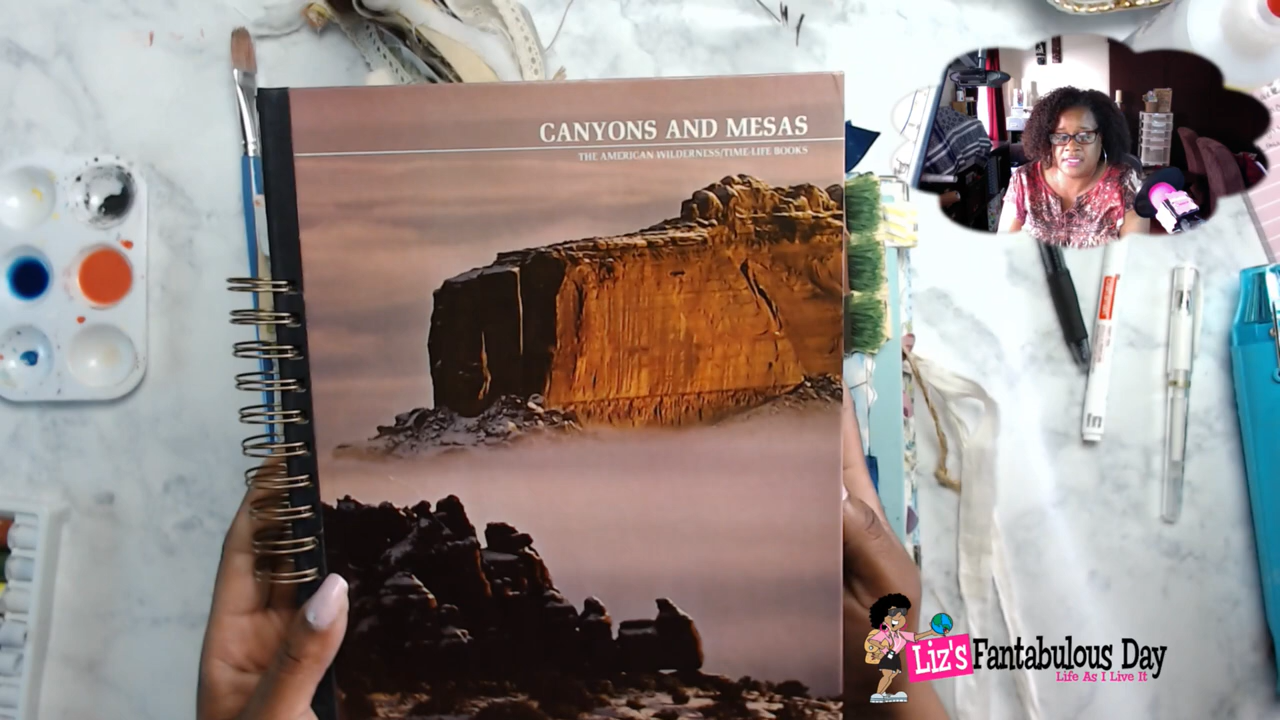 CANYONS AND MESAS
THE AMERICAN WILDERNESS/TIME-LIFE BOOKS
Liz's Fantabulous Day
Life As I Live It